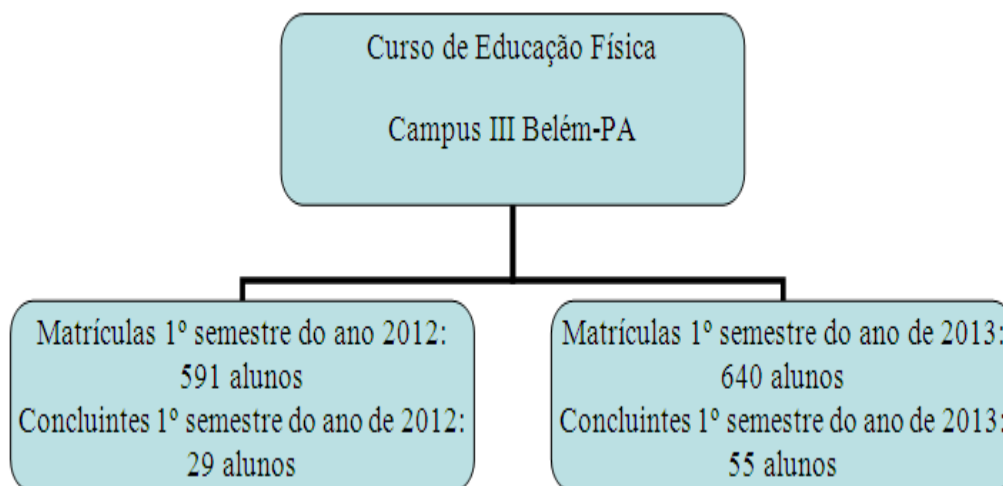 Curso de Educação Física
Campus III Belém-PA
Matrículas 1º semestre do ano 2012:
591 alunos
Concluintes 1º semestre do ano de 2012:
29 alunos
Matrículas 1º semestre do ano de 2013:
640 alunos
Concluintes 1º semestre do ano de 2013:
55 alunos